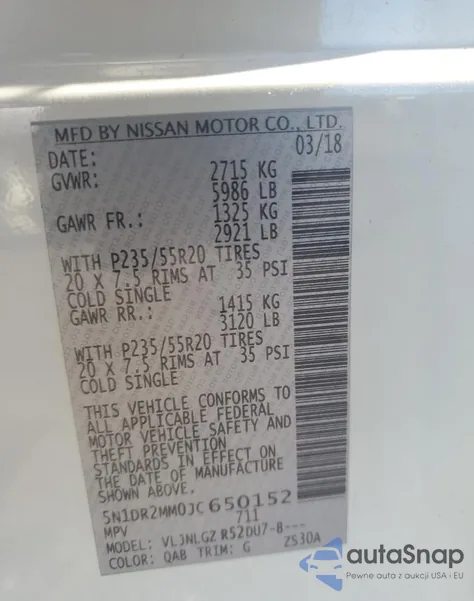 MFD BY NISSAN MOTOR CO., LTD.
DATE: 03/18
GVWR: 2715 KG
5986 LB
GAWR FR.: 1325 KG
2921 LB
WITH P235/55R20 TIRES
20 X 7.5 RIMS AT 35 PSI
COLD SINGLE
GAWR RR.: 1415 KG
3120 LB
WITH P235/55R20 TIRES
20 X 7.5 RIMS AT 35 PSI
COLD SINGLE
THIS VEHICLE CONFORMS TO
ALL APPLICABLE FEDERAL
MOTOR VEHICLE SAFETY AND
THEFT PREVENTION
STANDARDS IN EFFECT ON
THE DATE OF MANUFACTURE
SHOWN ABOVE.
5N1DR2MM0JC650152
MPV 711
MODEL: VLJNLGZ R52DU7-8---
COLOR: QAB TRIM: G ZS30A
autoSnap
Pewne auta z aukcji USA i EU